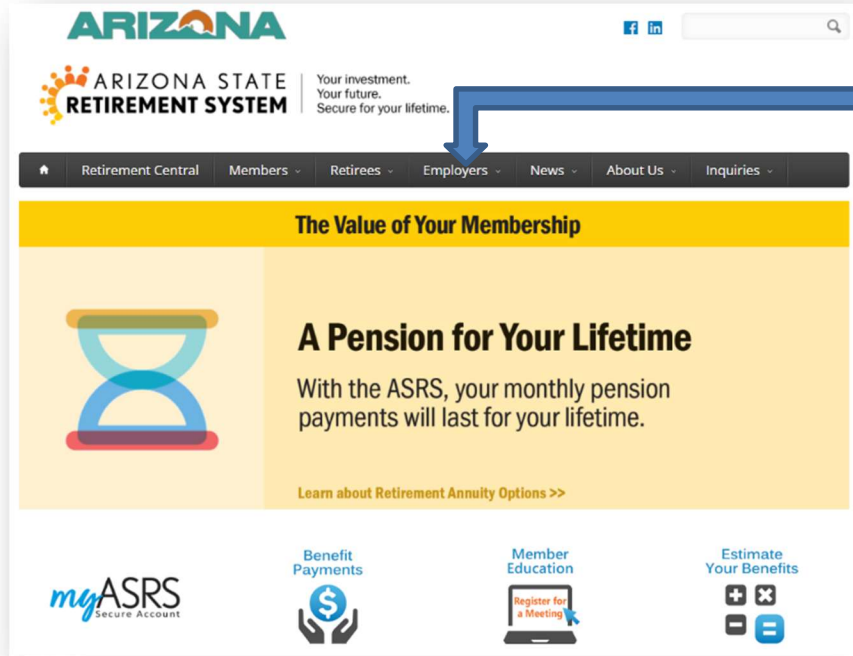 ARIZONA
ARIZONA STATE
RETIREMENT SYSTEM
Your investment.
Your future.
Secure for your lifetime.
Retirement Central Members Retirees Employers News About Us Inquiries
The Value of Your Membership
A Pension for Your Lifetime
With the ASRS, your monthly pension
payments will last for your lifetime.
Learn about Retirement Annuity Options >>
myASRS
Secure Account
Benefit
Payments
Member
Education
Register for
a Meeting
Estimate
Your Benefits